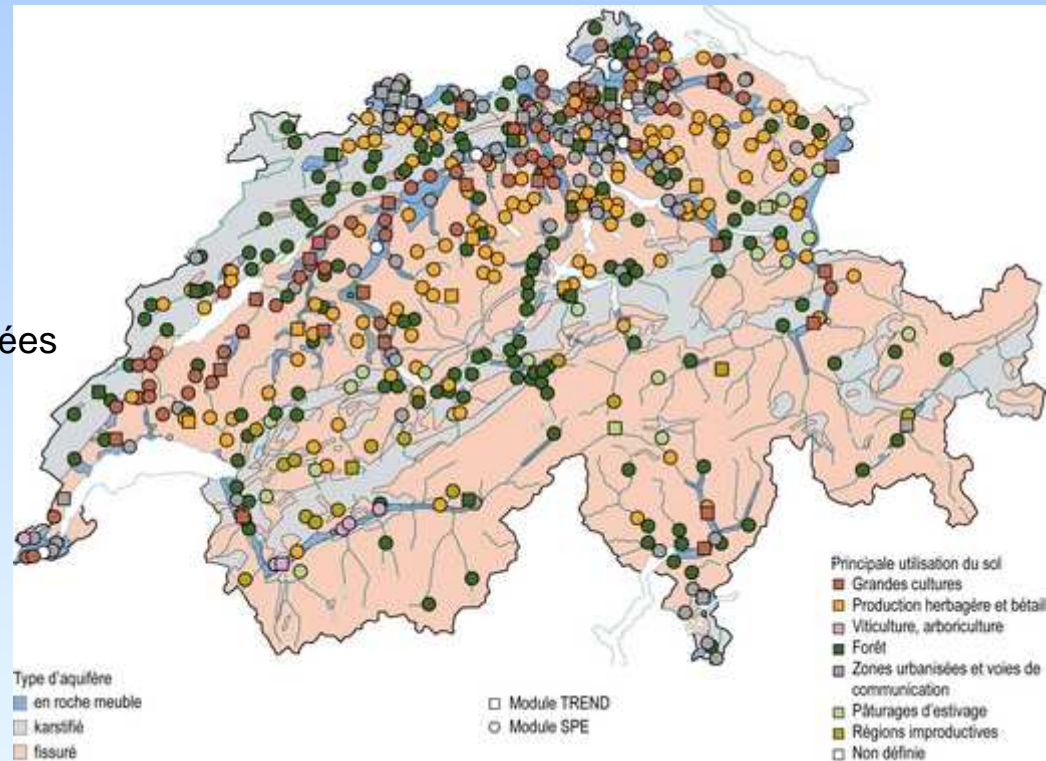 ées
Type d'aquifère
en roche meuble
karstifié
fissuré
Module TREND
Module SPE
Principale utilisation du sol
Grandes cultures
Production herbagère et bétail
Viticulture, arboriculture
Forêt
Zones urbanisées et voies de
communication
Pâturages d'estivage
Régions improductives
Non définie